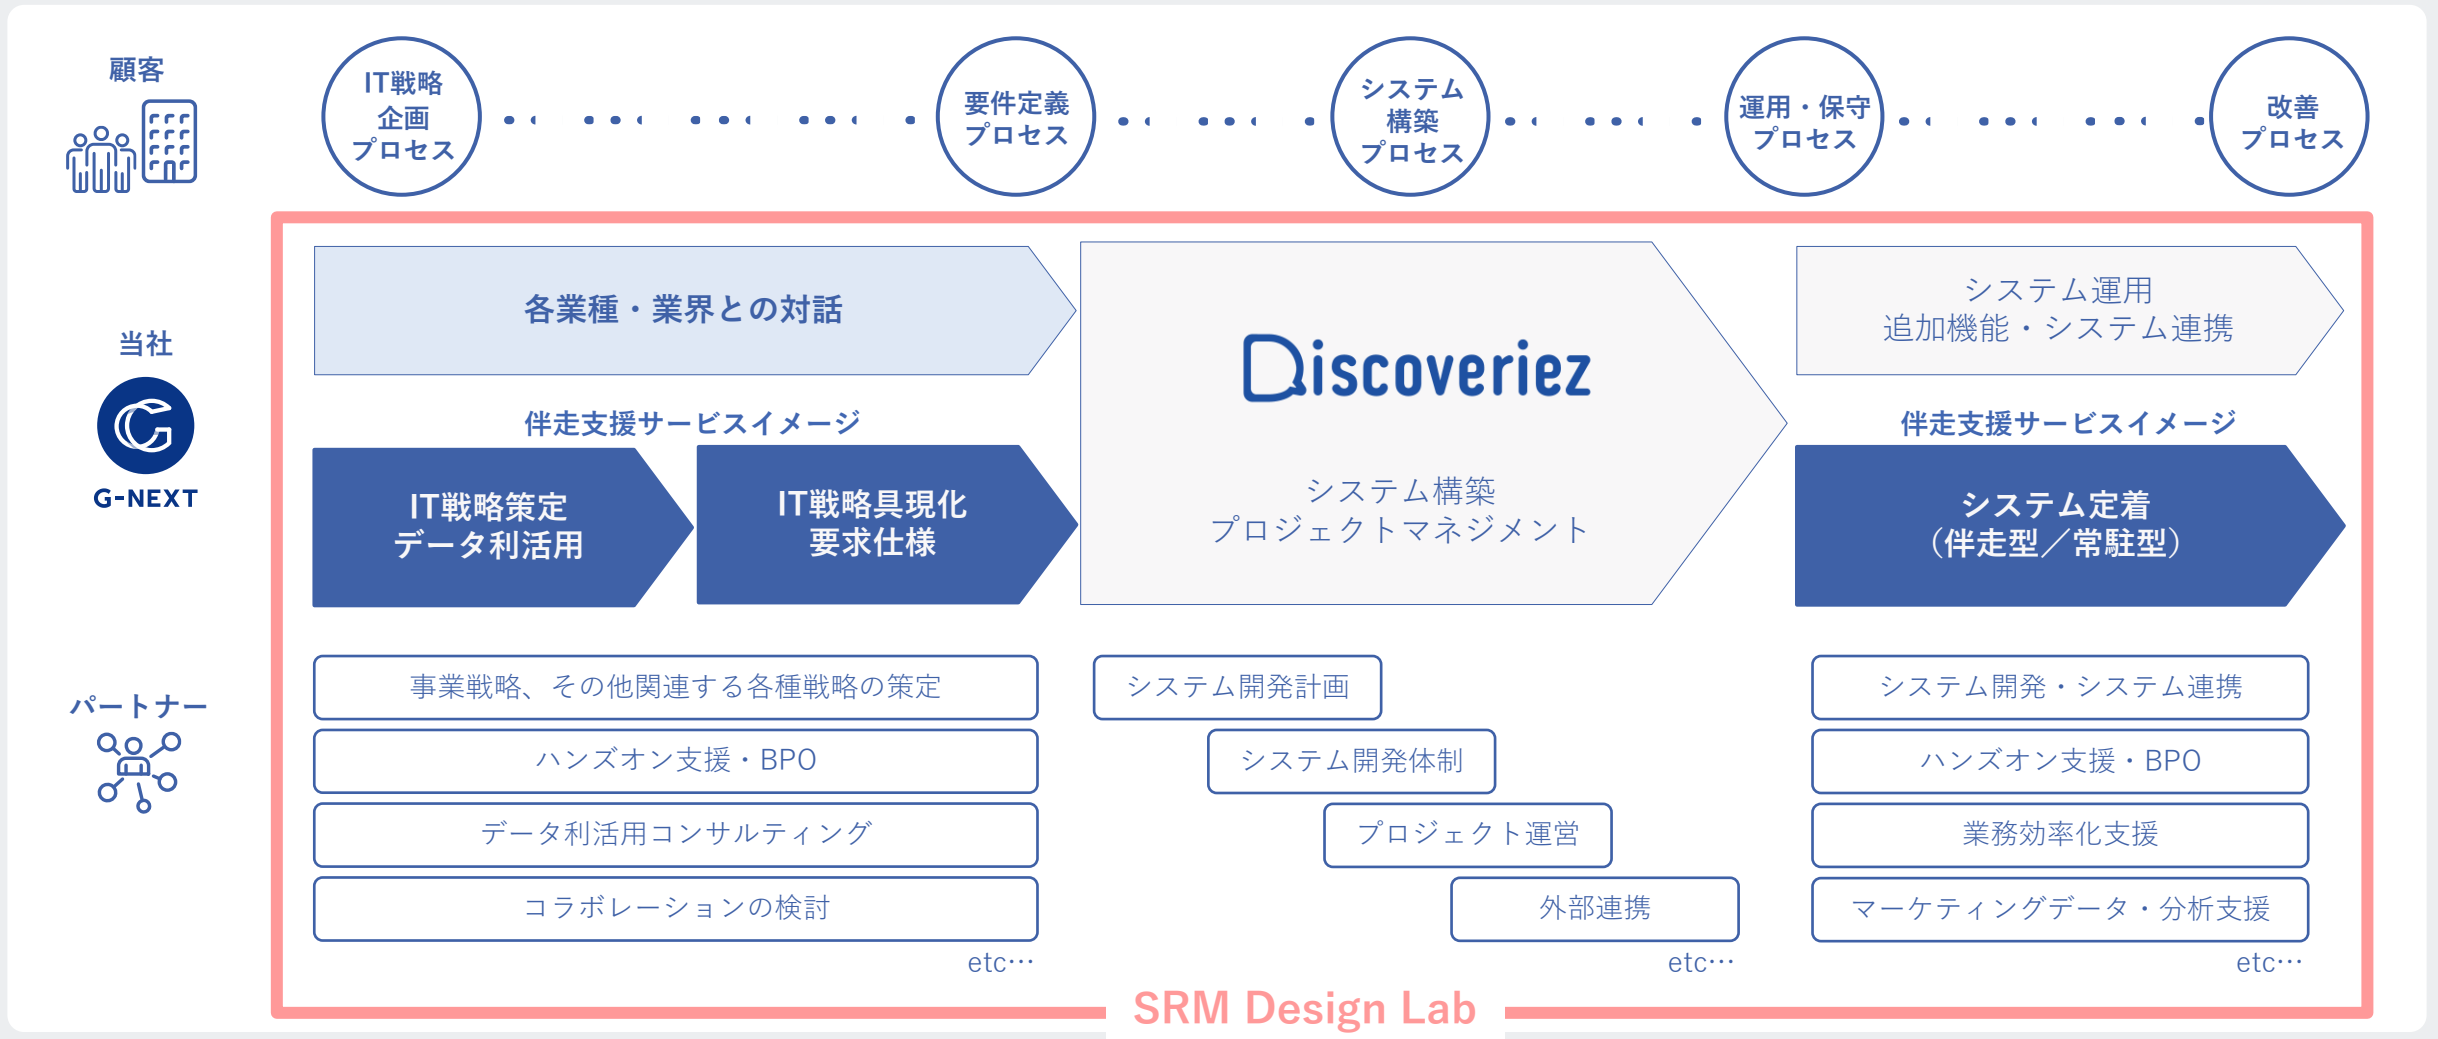 顧客
IT戦略
企画
プロセス
要件定義
プロセス
システム
構築
プロセス
運用・保守
プロセス
改善
プロセス
当社
G-NEXT
各業種・業界との対話
伴走支援サービスイメージ
IT戦略策定
データ利活用
IT戦略具現化
要求仕様
Discoveriez
システム構築
プロジェクトマネジメント
システム運用
追加機能・システム連携
伴走支援サービスイメージ
システム定着
（伴走型／常駐型）
パートナー
事業戦略、その他関連する各種戦略の策定
ハンズオン支援・BPO
データ利活用コンサルティング
コラボレーションの検討
etc…
システム開発計画
システム開発体制
プロジェクト運営
外部連携
etc…
システム開発・システム連携
ハンズオン支援・BPO
業務効率化支援
マーケティングデータ・分析支援
etc…
SRM Design Lab